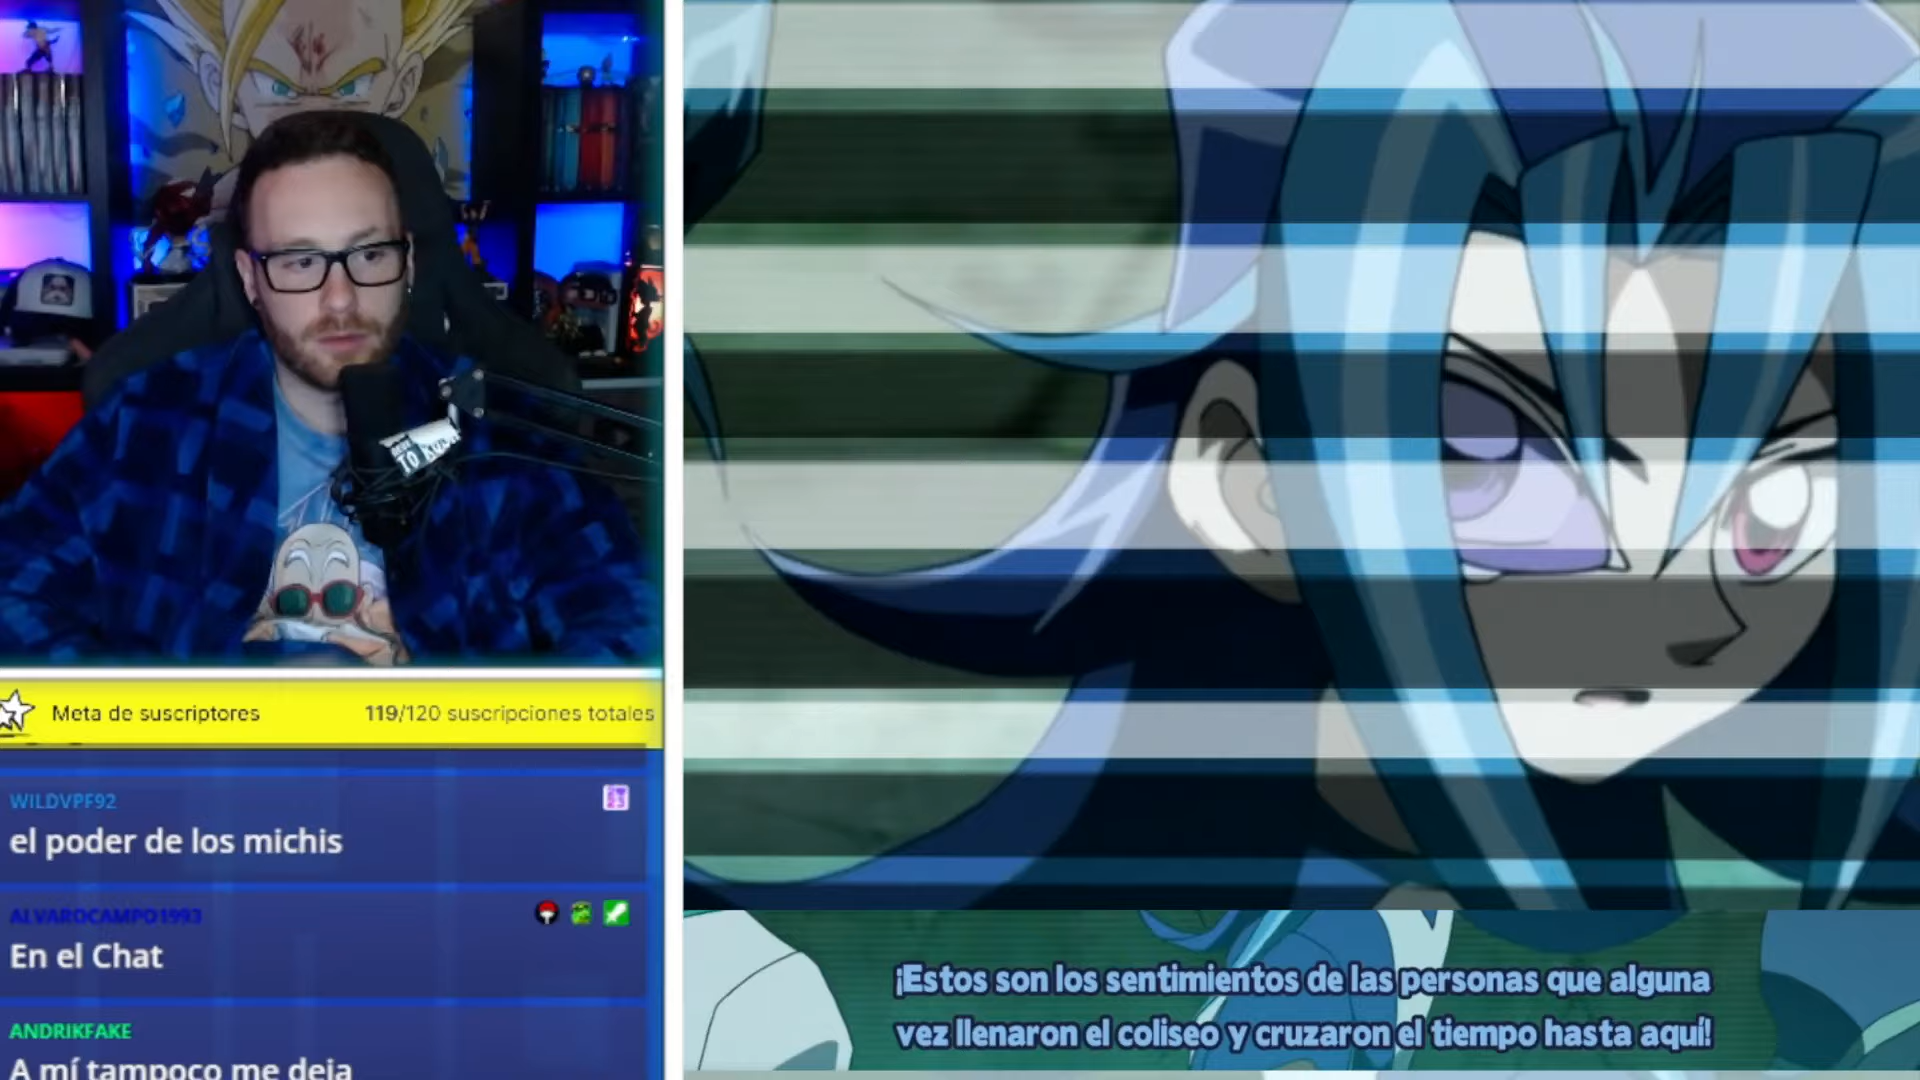 Meta de suscriptores 119/120 suscripciones totales
WILDVPF92
el poder de los michis
ALVAROCAMPO1993
En el Chat
ANDRIKFAKE
A mí tampoco me deja
¡Estos son los sentimientos de las personas que alguna
vez llenaron el coliseo y cruzaron el tiempo hasta aquí!